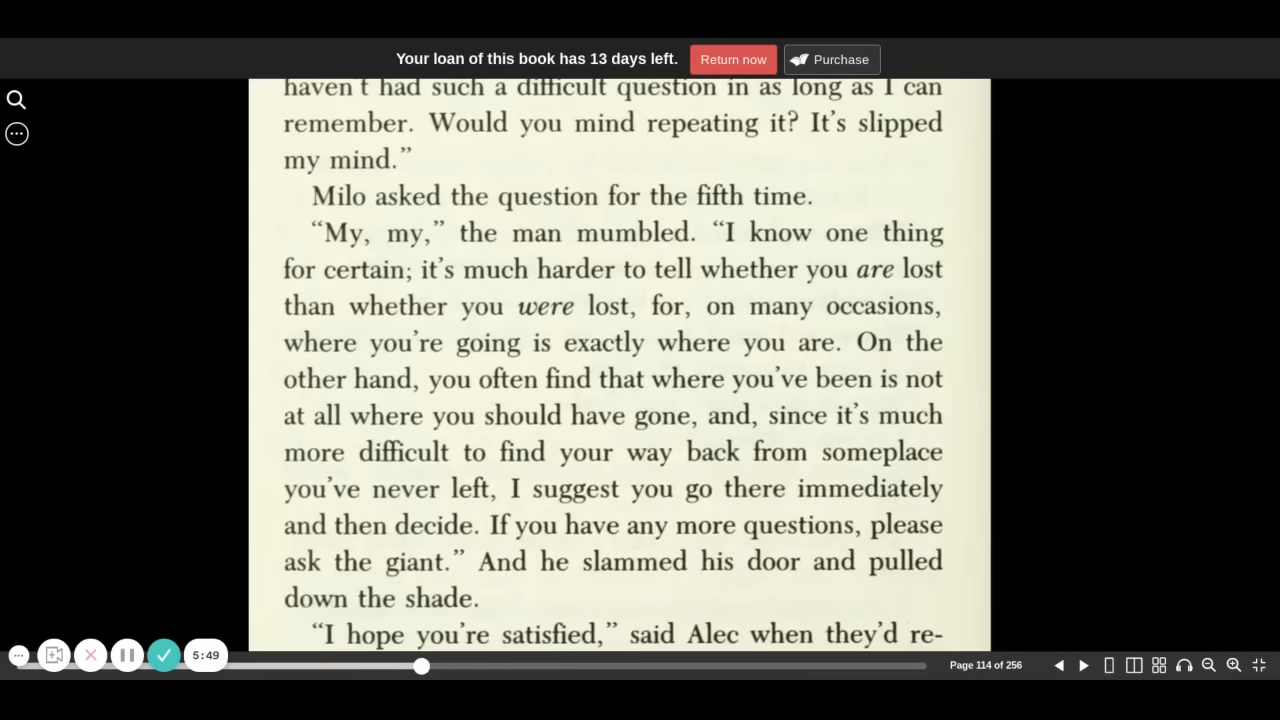 Your loan of this book has 13 days left. Return now Purchase
haven't had such a difficult question in as long as I can
remember. Would you mind repeating it? It's slipped
my mind.”
Milo asked the question for the fifth time.
“My, my,” the man mumbled. “I know one thing
for certain; it's much harder to tell whether you are lost
than whether you were lost, for, on many occasions,
where you're going is exactly where you are. On the
other hand, you often find that where you've been is not
at all where you should have gone, and, since it's much
more difficult to find your way back from someplace
you've never left, I suggest you go there immediately
and then decide. If you have any more questions, please
ask the giant.” And he slammed his door and pulled
down the shade.
“I hope you're satisfied,” said Alec when they'd re-
5:49
Page 114 of 256